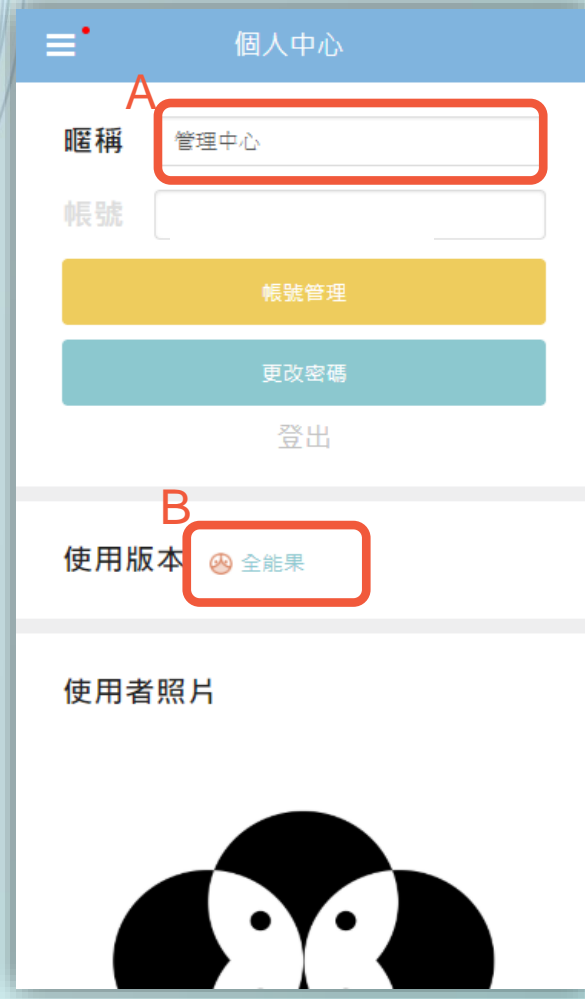 個人中心
A
暱稱 管理中心
帳號
帳號管理
更改密碼
登出
B
使用版本 全能果
使用者照片